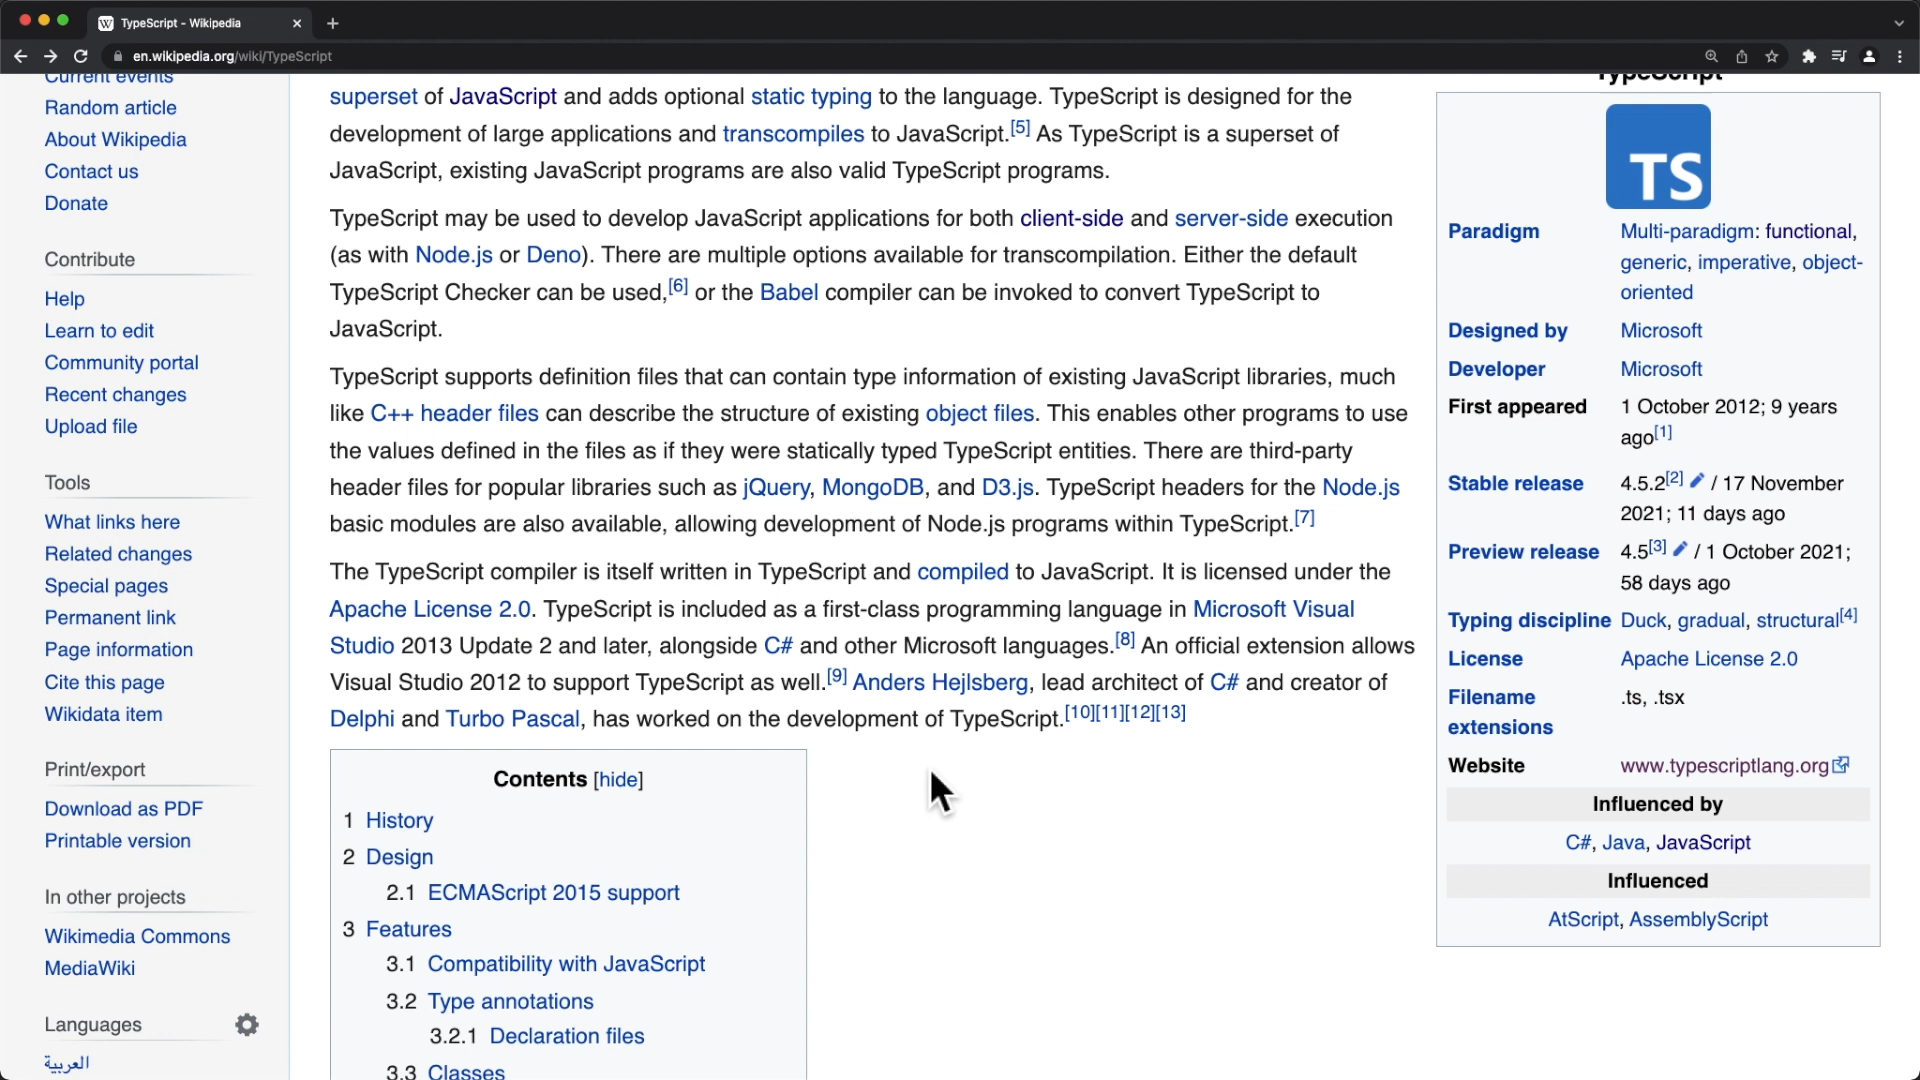 TypeScript - Wikipedia
en.wikipedia.org/wiki/TypeScript
Current events
Random article
About Wikipedia
Contact us
Donate
Contribute
Help
Learn to edit
Community portal
Recent changes
Upload file
Tools
What links here
Related changes
Special pages
Permanent link
Page information
Cite this page
Wikidata item
Print/export
Download as PDF
Printable version
In other projects
Wikimedia Commons
MediaWiki
Languages
العربية
superset of JavaScript and adds optional static typing to the language. TypeScript is designed for the
development of large applications and transcompiles to JavaScript.[5] As TypeScript is a superset of
JavaScript, existing JavaScript programs are also valid TypeScript programs.
TypeScript may be used to develop JavaScript applications for both client-side and server-side execution
(as with Node.js or Deno). There are multiple options available for transcompilation. Either the default
TypeScript Checker can be used,[6] or the Babel compiler can be invoked to convert TypeScript to
JavaScript.
TypeScript supports definition files that can contain type information of existing JavaScript libraries, much
like C++ header files can describe the structure of existing object files. This enables other programs to use
the values defined in the files as if they were statically typed TypeScript entities. There are third-party
header files for popular libraries such as jQuery, MongoDB, and D3.js. TypeScript headers for the Node.js
basic modules are also available, allowing development of Node.js programs within TypeScript.[7]
The TypeScript compiler is itself written in TypeScript and compiled to JavaScript. It is licensed under the
Apache License 2.0. TypeScript is included as a first-class programming language in Microsoft Visual
Studio 2013 Update 2 and later, alongside C# and other Microsoft languages.[8] An official extension allows
Visual Studio 2012 to support TypeScript as well.[9] Anders Hejlsberg, lead architect of C# and creator of
Delphi and Turbo Pascal, has worked on the development of TypeScript.[10][11][12][13]
Contents [hide]
1 History
2 Design
2.1 ECMAScript 2015 support
3 Features
3.1 Compatibility with JavaScript
3.2 Type annotations
3.2.1 Declaration files
3.3 Classes
TypeScript
TS
Paradigm Multi-paradigm: functional,
generic, imperative, object-
oriented
Designed by Microsoft
Developer Microsoft
First appeared 1 October 2012; 9 years
ago[1]
Stable release 4.5.2[2] / 17 November
2021; 11 days ago
Preview release 4.5[3] / 1 October 2021;
58 days ago
Typing discipline Duck, gradual, structural[4]
License Apache License 2.0
Filename .ts, .tsx
extensions
Website www.typescriptlang.org
Influenced by
C#, Java, JavaScript
Influenced
AtScript, AssemblyScript